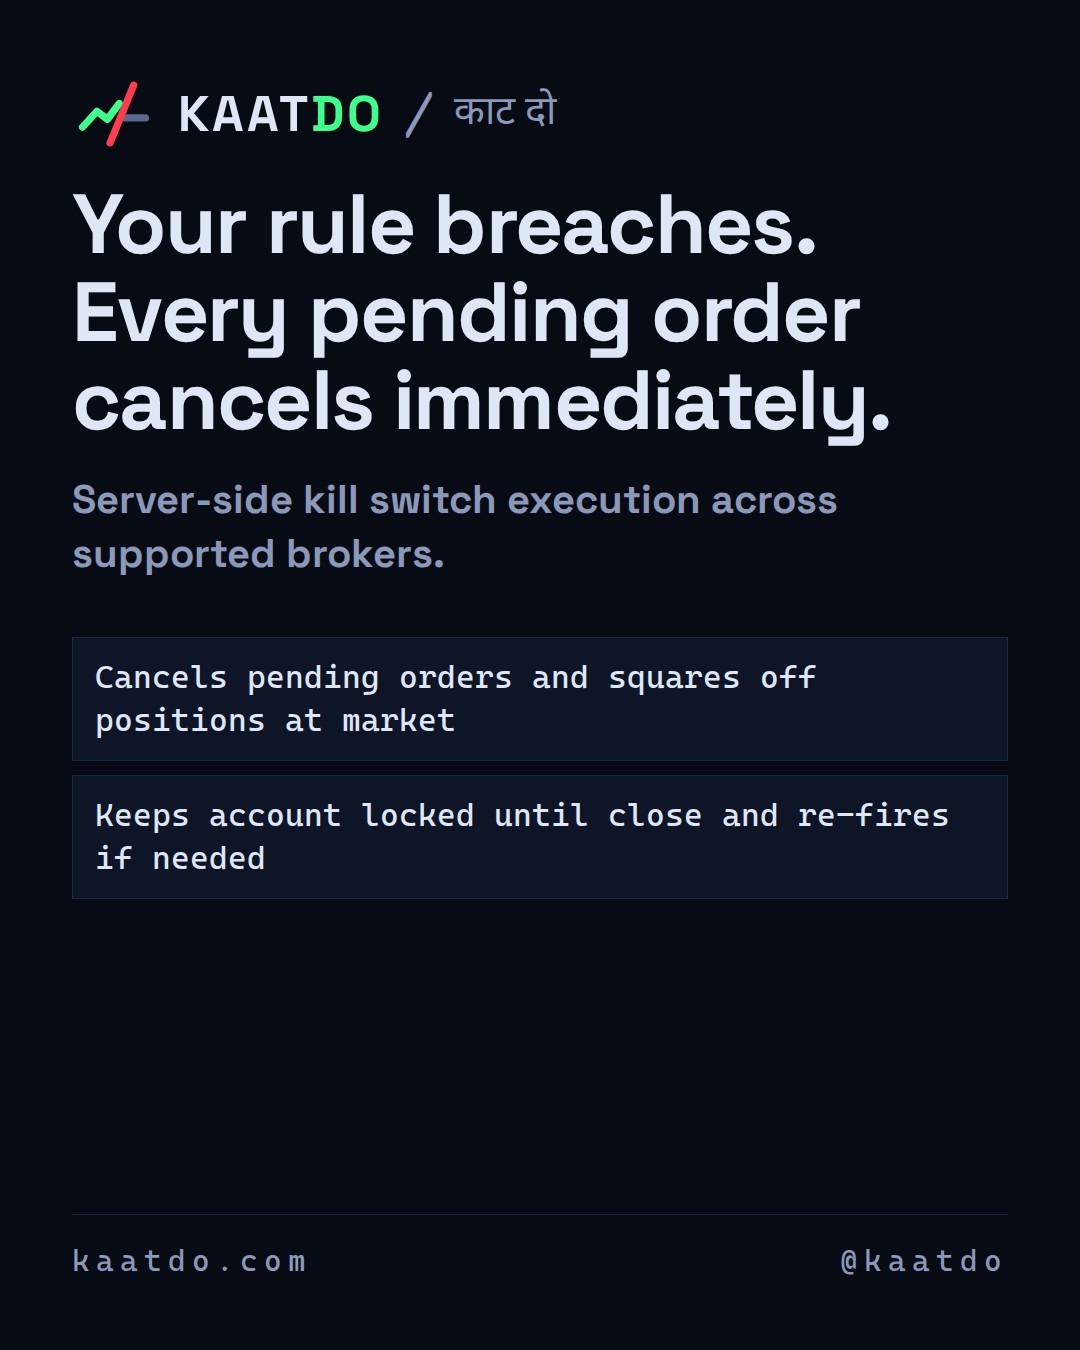 KAATDO / काट दो
Your rule breaches.
Every pending order
cancels immediately.
Server-side kill switch execution across
supported brokers.
Cancels pending orders and squares off
positions at market
Keeps account locked until close and re-fires
if needed
kaatdo.com
@kaatdo